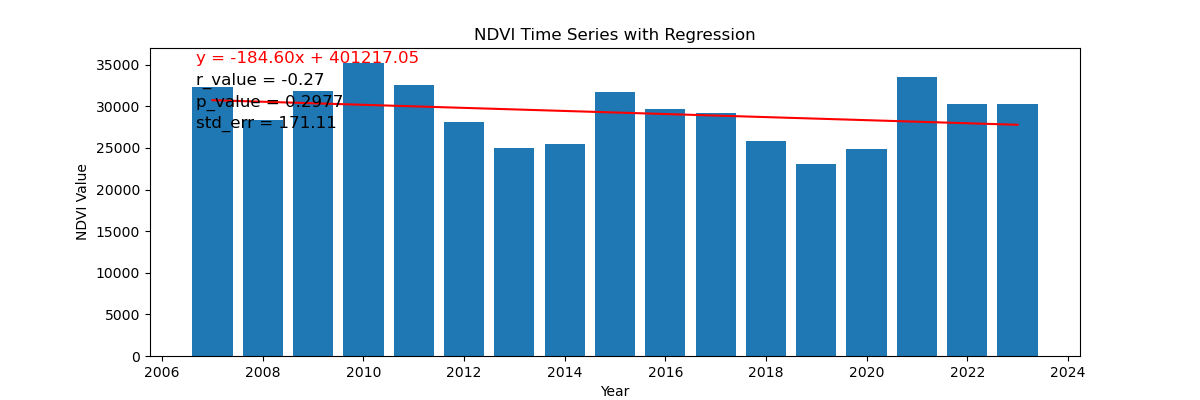 NDVI Time Series with Regression
y = -184.60x + 401217.05
r_value = -0.27
p_value = 0.2977
std_err = 171.11
NDVI Value
35000
30000
25000
20000
15000
10000
5000
0
2006 2008 2010 2012 2014 2016 2018 2020 2022 2024
Year